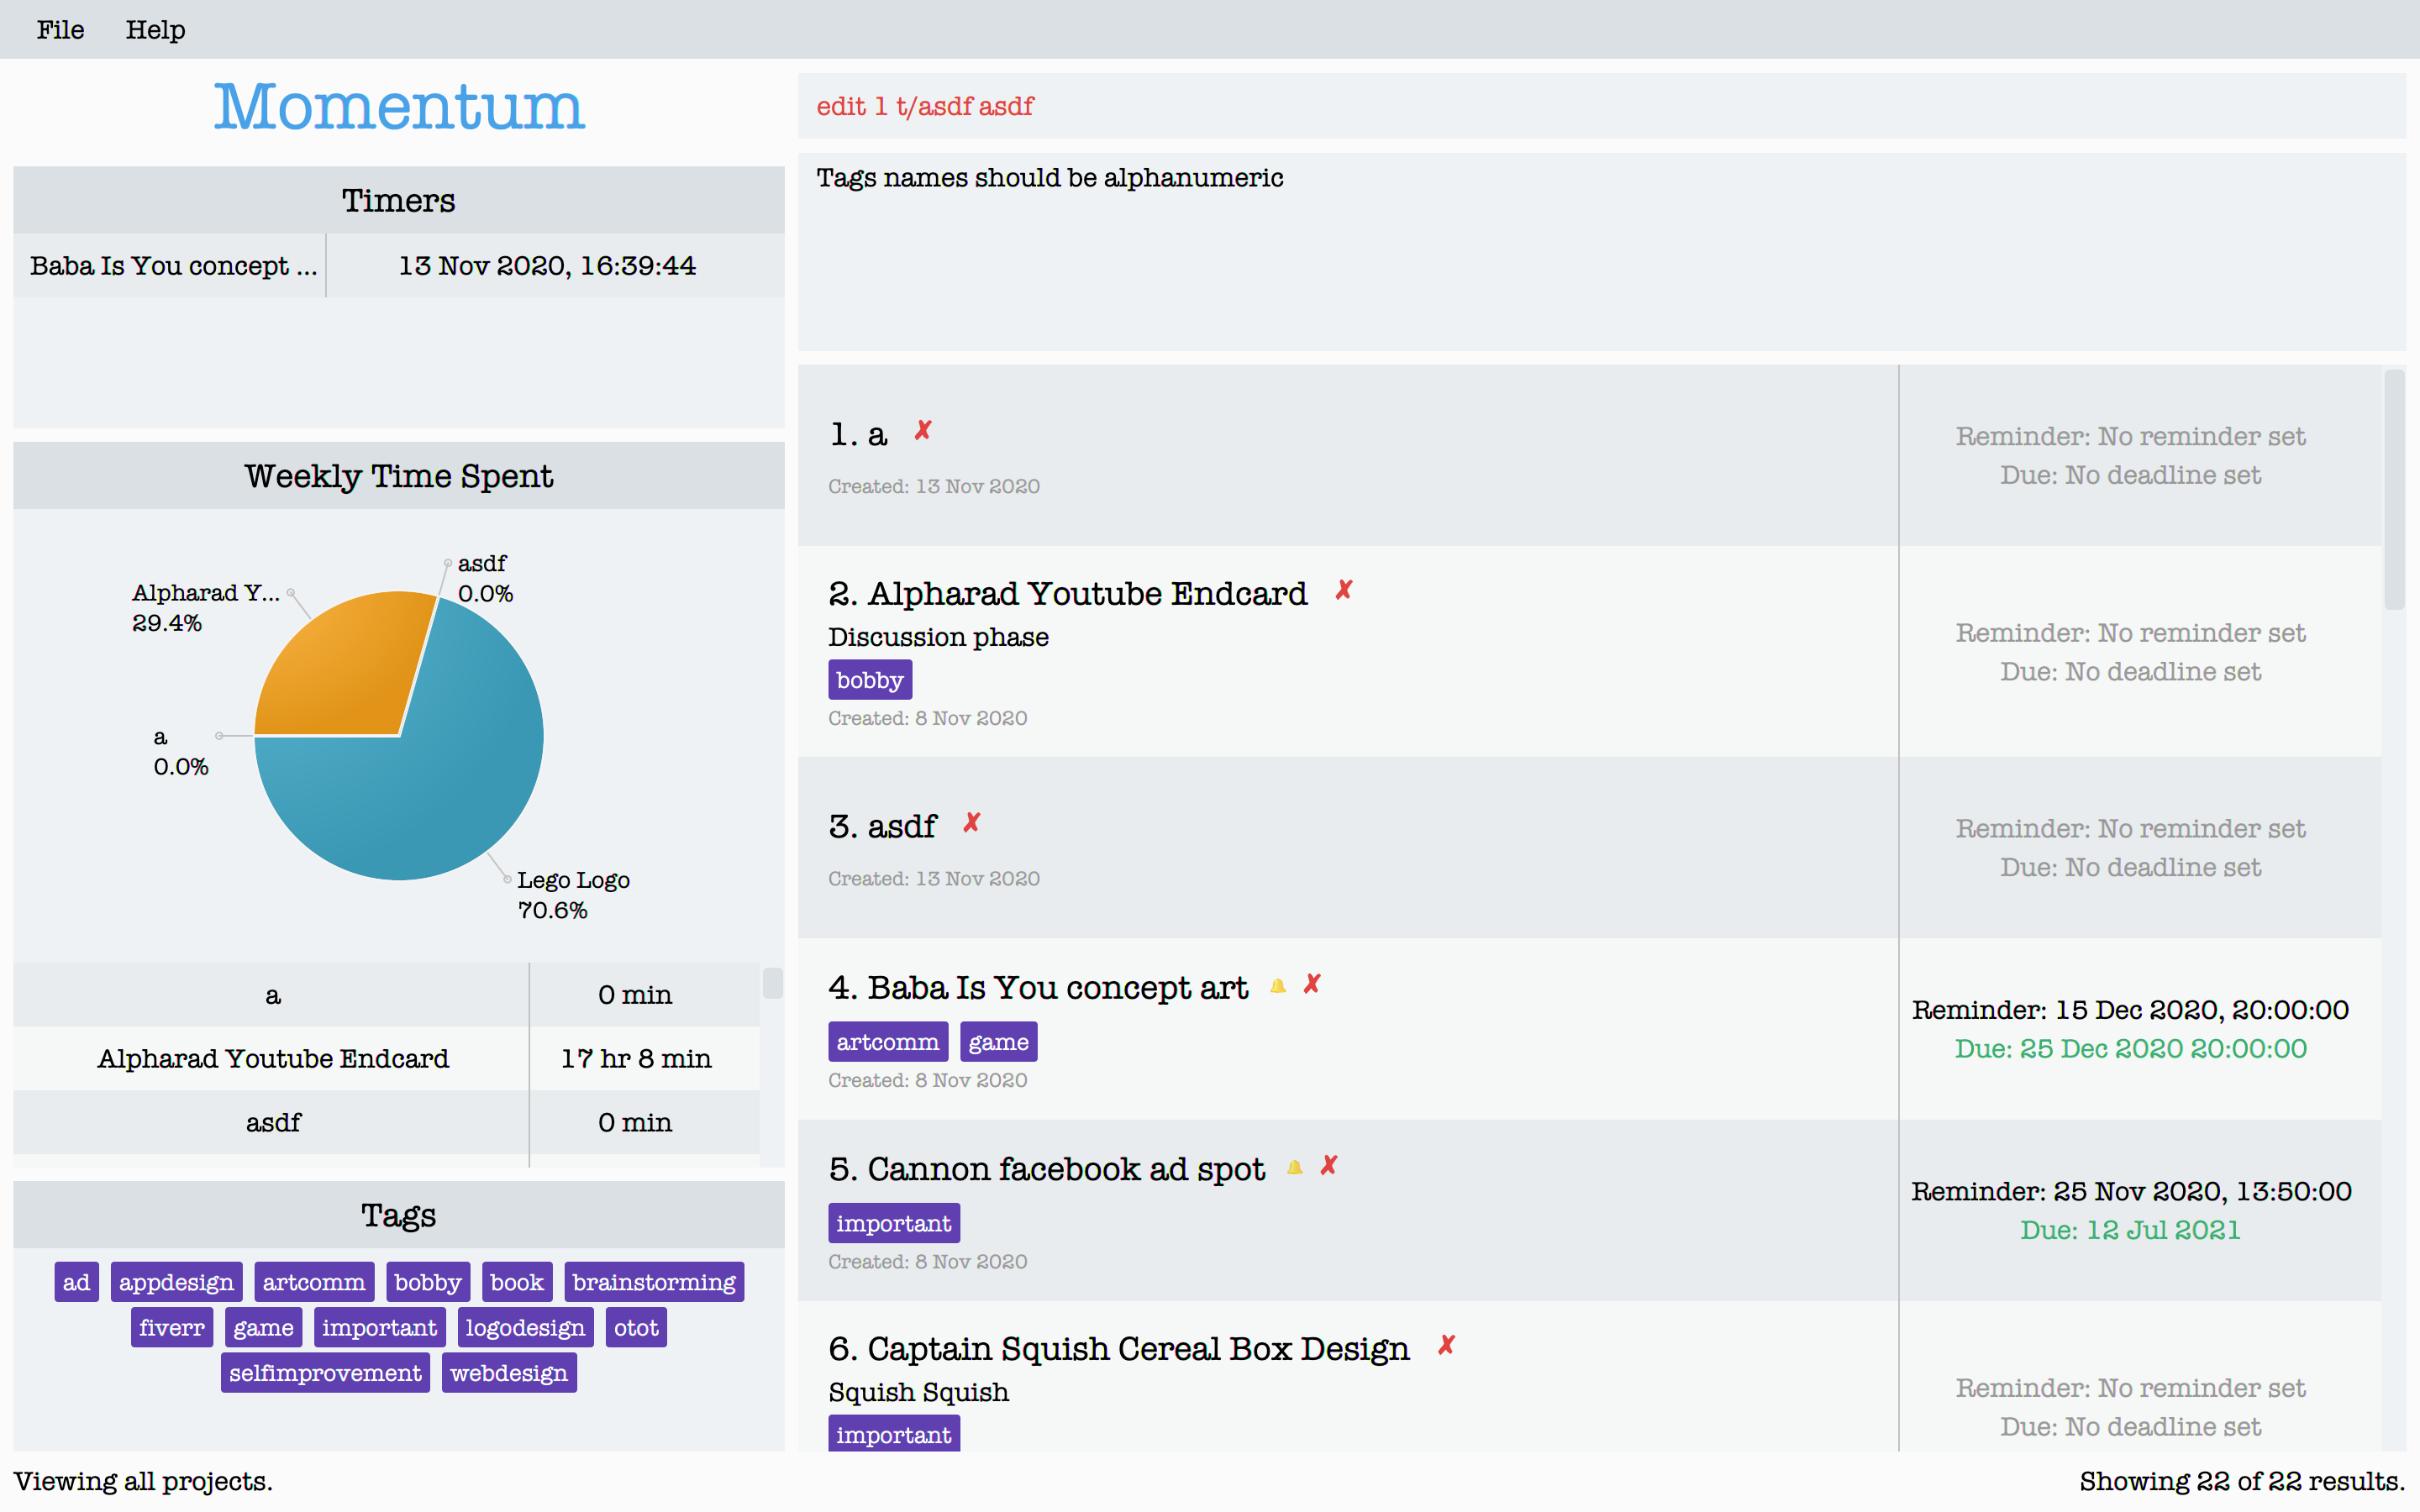 File Help
Momentum
edit 1 t/asdf asdf
Tags names should be alphanumeric
Timers
Baba Is You concept ... 13 Nov 2020, 16:39:44
Weekly Time Spent
asdf
0.0%
Alpharad Y...
29.4%
a
0.0%
Lego Logo
70.6%
a 0 min
Alpharad Youtube Endcard 17 hr 8 min
asdf 0 min
Tags
ad appdesign artcomm bobby book brainstorming
fiverr game important logodesign otot
selfimprovement webdesign
1. a ✗
Created: 13 Nov 2020
Reminder: No reminder set
Due: No deadline set
2. Alpharad Youtube Endcard ✗
Discussion phase
bobby
Created: 8 Nov 2020
Reminder: No reminder set
Due: No deadline set
3. asdf ✗
Created: 13 Nov 2020
Reminder: No reminder set
Due: No deadline set
4. Baba Is You concept art 🔔 ✗
artcomm game
Created: 8 Nov 2020
Reminder: 15 Dec 2020, 20:00:00
Due: 25 Dec 2020 20:00:00
5. Cannon facebook ad spot 🔔 ✗
important
Created: 8 Nov 2020
Reminder: 25 Nov 2020, 13:50:00
Due: 12 Jul 2021
6. Captain Squish Cereal Box Design ✗
Squish Squish
important
Reminder: No reminder set
Due: No deadline set
Viewing all projects. Showing 22 of 22 results.